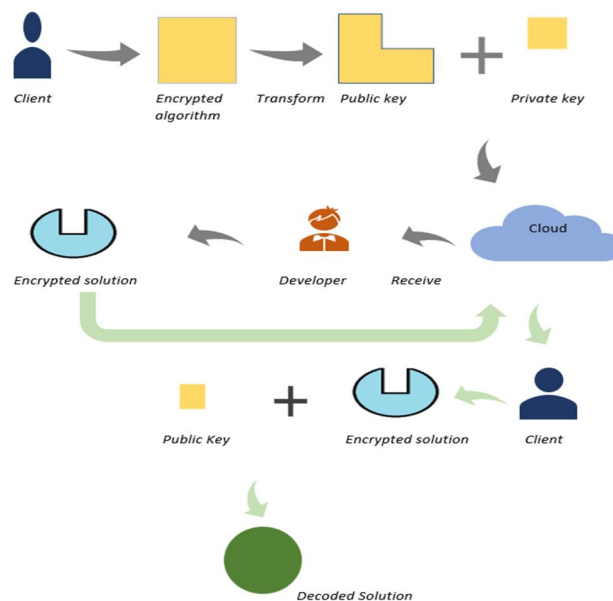 Client
Encrypted
algorithm
Transform
Public key
Private key
Cloud
Encrypted solution
Developer
Receive
Public Key
Encrypted solution
Client
Decoded Solution